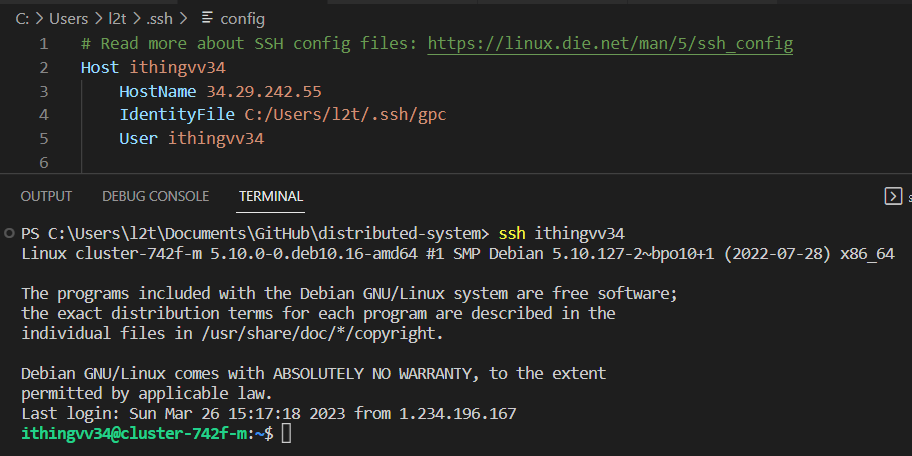 C: > Users > l2t > .ssh > config
1 # Read more about SSH config files: https://linux.die.net/man/5/ssh_config
2 Host ithingvv34
3 HostName 34.29.242.55
4 IdentityFile C:/Users/l2t/.ssh/gpc
5 User ithingvv34
6
OUTPUT DEBUG CONSOLE TERMINAL
PS C:\Users\l2t\Documents\GitHub\distributed-system> ssh ithingvv34
Linux cluster-742f-m 5.10.0-0.deb10.16-amd64 #1 SMP Debian 5.10.127-2~bpo10+1 (2022-07-28) x86_64
The programs included with the Debian GNU/Linux system are free software;
the exact distribution terms for each program are described in the
individual files in /usr/share/doc/*/copyright.
Debian GNU/Linux comes with ABSOLUTELY NO WARRANTY, to the extent
permitted by applicable law.
Last login: Sun Mar 26 15:17:18 2023 from 1.234.196.167
ithingvv34@cluster-742f-m:~$